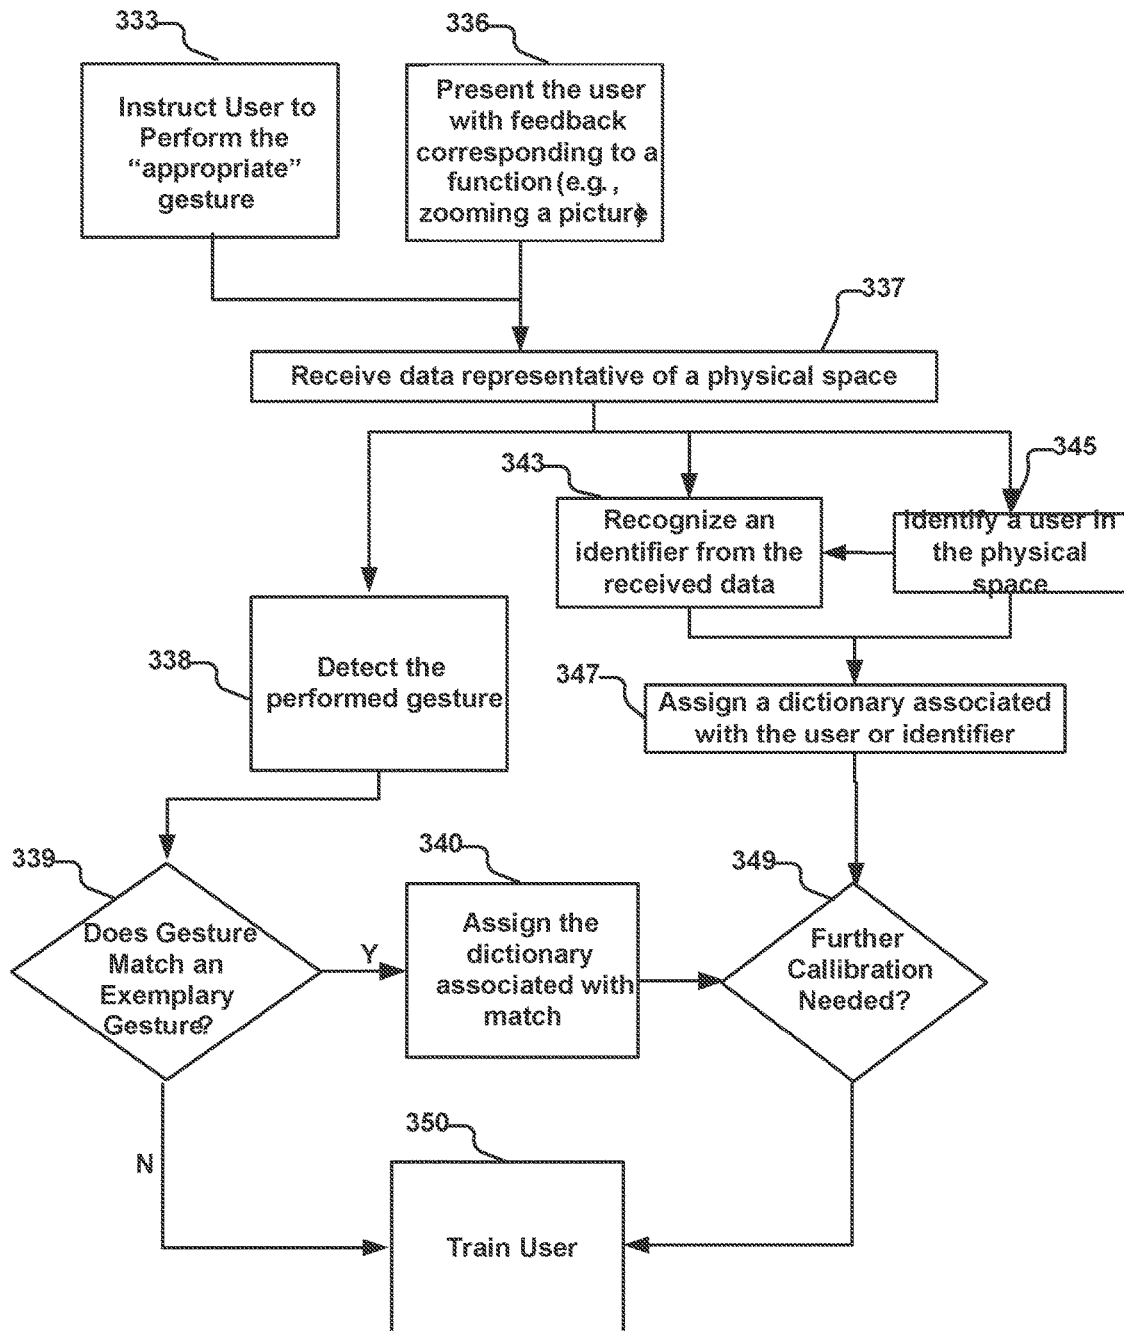 333
336
Instruct User to
Perform the
“appropriate”
gesture
Present the user
with feedback
corresponding to a
function (e.g.,
zooming a picture)
337
Receive data representative of a physical space
343
345
Recognize an
identifier from the
received data
Identify a user in
the physical
space
338
Detect the
performed gesture
347
Assign a dictionary associated
with the user or identifier
339
340
349
Does Gesture
Match an
Exemplary
Gesture?
Y
Assign the
dictionary
associated with
match
Further
Callibration
Needed?
N
350
Train User